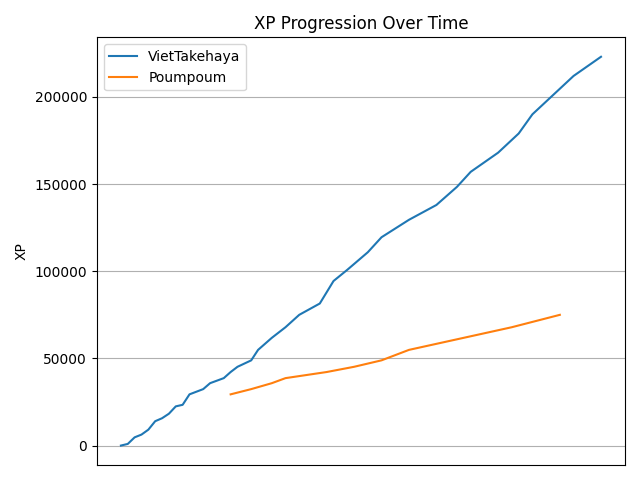 XP Progression Over Time
VietTakehaya
Poumpoum
200000
150000
100000
50000
0
XP